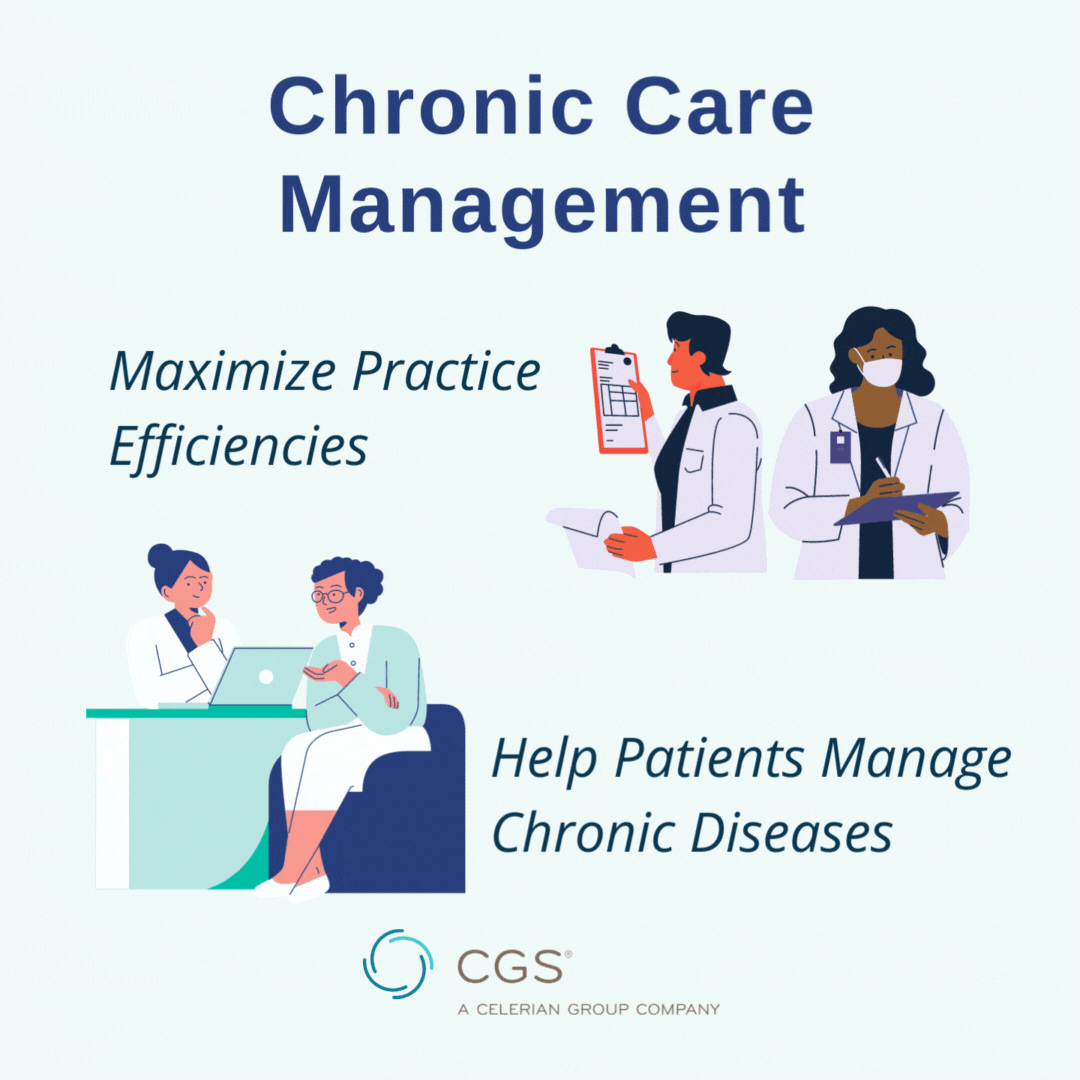 Chronic Care
Management
Maximize Practice
Efficiencies
Help Patients Manage
Chronic Diseases
CGS®
A CELERIAN GROUP COMPANY